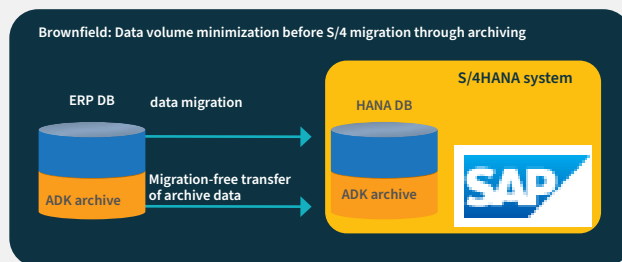 Brownfield: Data volume minimization before S/4 migration through archiving
S/4HANA system
ERP DB
data migration
HANA DB
Migration-free transfer
of archive data
ADK archive
ADK archive
SAP